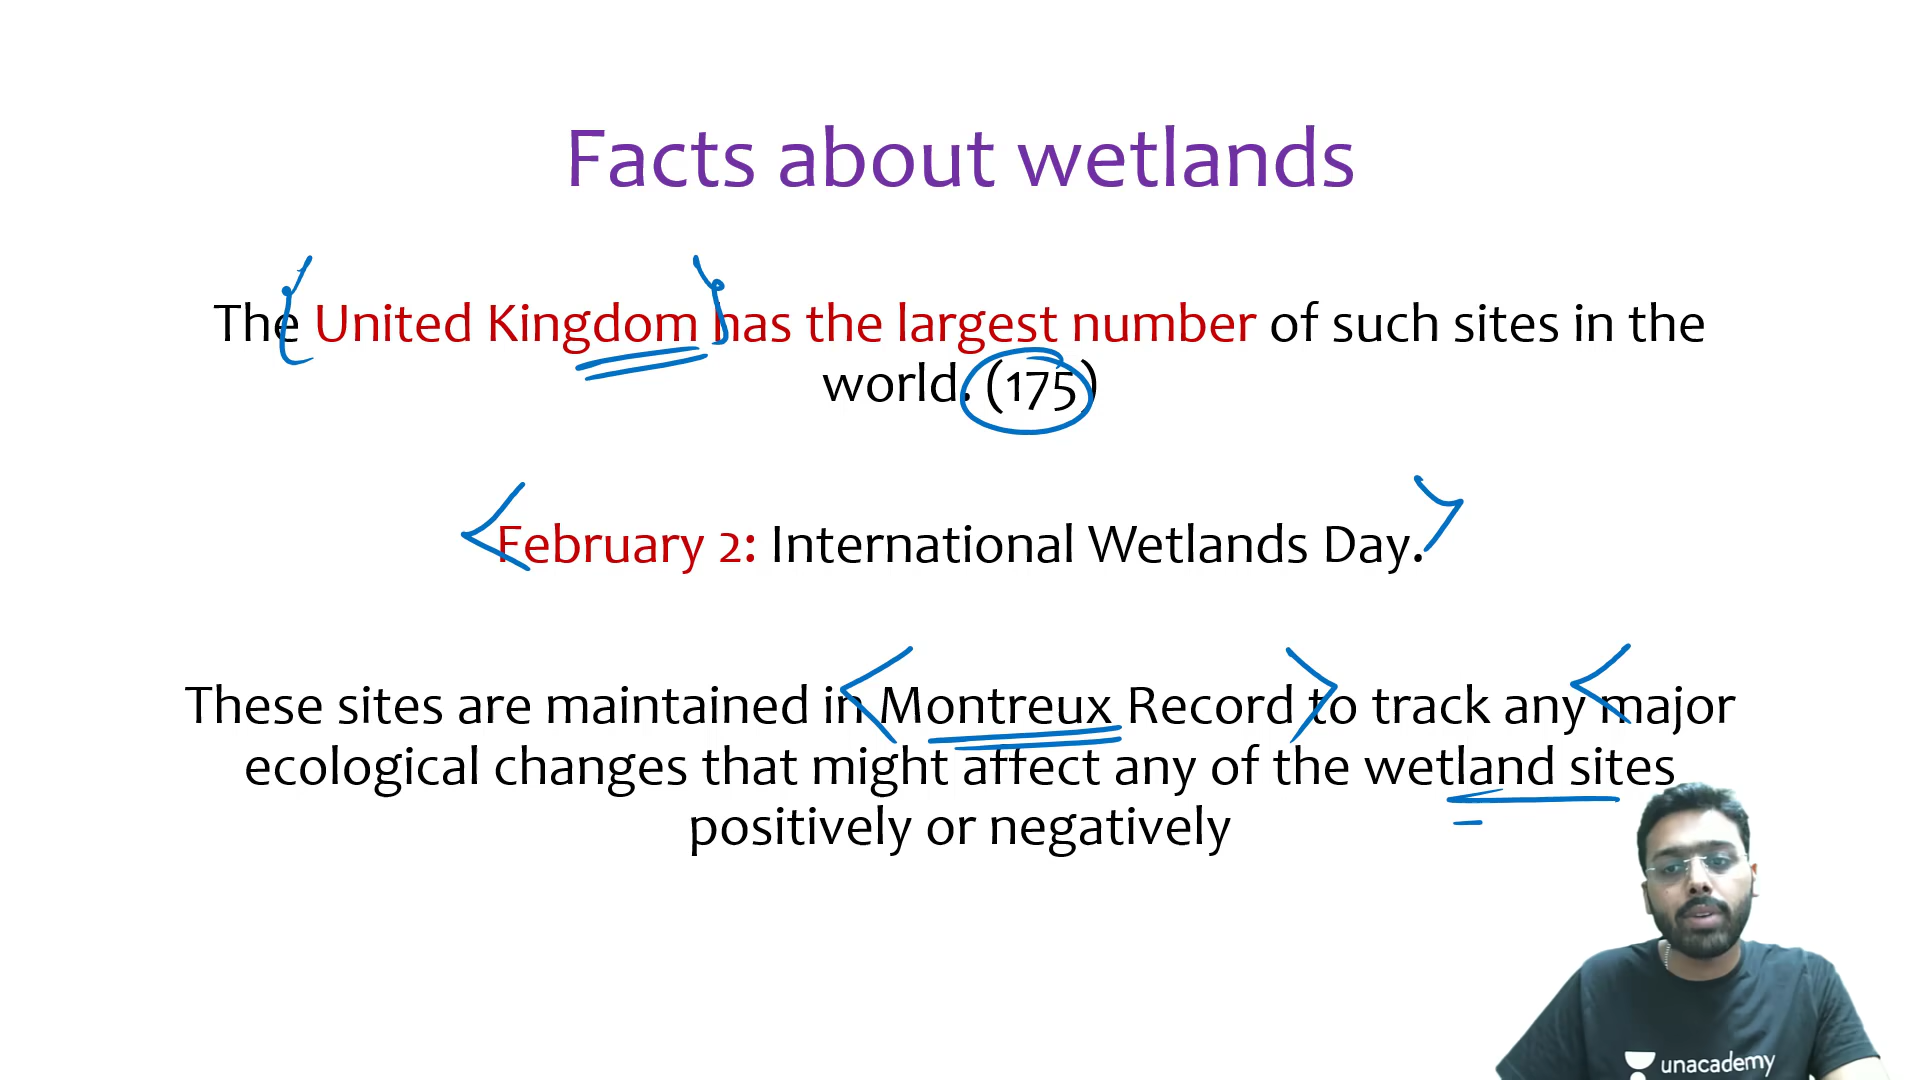 Facts about wetlands
The United Kingdom has the largest number of such sites in the
world. (175)
February 2: International Wetlands Day.
These sites are maintained in Montreux Record to track any major
ecological changes that might affect any of the wetland sites
positively or negatively
unacademy